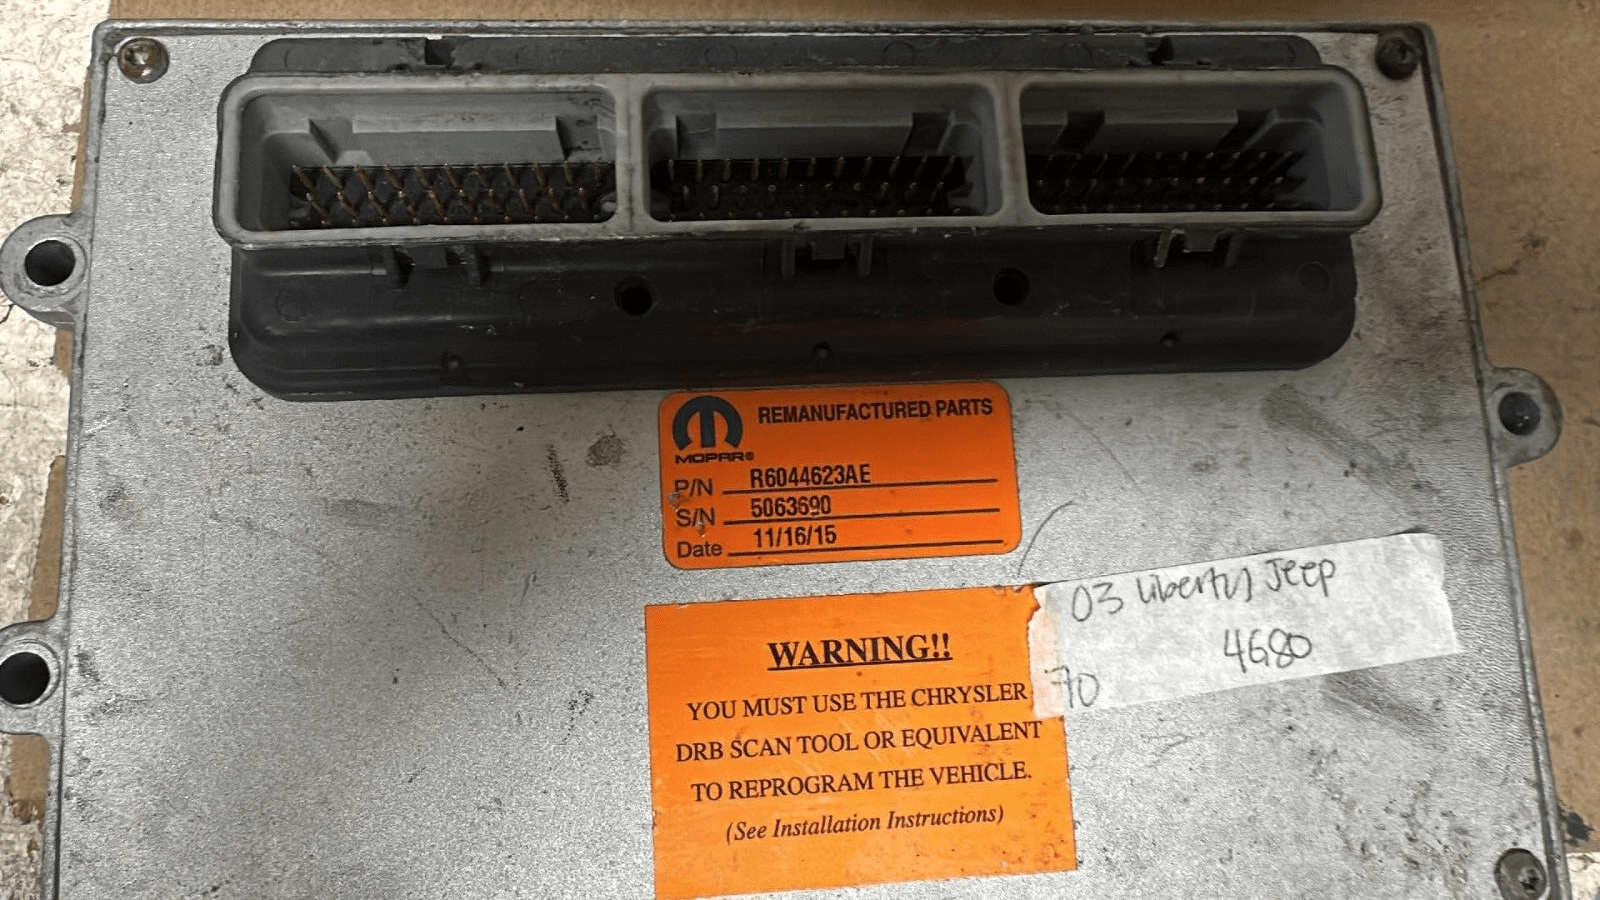 REMANUFACTURED PARTS
MOPAR®
P/N R6044623AE
S/N 5063690
Date 11/16/15
03 Liberty Jeep
4G80
70
WARNING!!
YOU MUST USE THE CHRYSLER
DRB SCAN TOOL OR EQUIVALENT
TO REPROGRAM THE VEHICLE.
(See Installation Instructions)